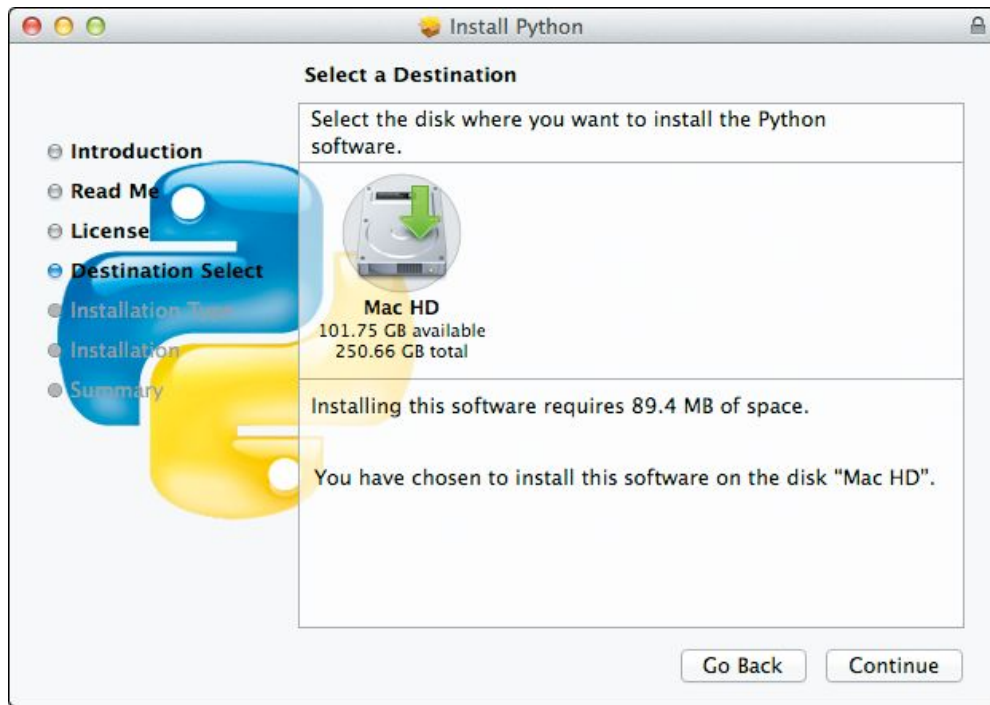 Install Python
Select a Destination
Introduction
Read Me
License
Destination Select
Installation Type
Installation
Summary
Select the disk where you want to install the Python
software.
Mac HD
101.75 GB available
250.66 GB total
Installing this software requires 89.4 MB of space.
You have chosen to install this software on the disk “Mac HD”.
Go Back
Continue